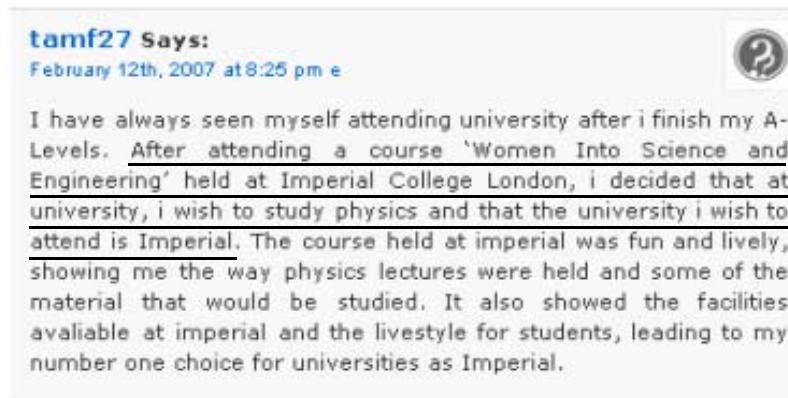 tamf27 Says:
February 12th, 2007 at 8:25 pm e
I have always seen myself attending university after i finish my A-
Levels. After attending a course ‘Women Into Science and
Engineering’ held at Imperial College London, i decided that at
university, i wish to study physics and that the university i wish to
attend is Imperial. The course held at imperial was fun and lively,
showing me the way physics lectures were held and some of the
material that would be studied. It also showed the facilities
avaliable at imperial and the livestyle for students, leading to my
number one choice for universities as Imperial.